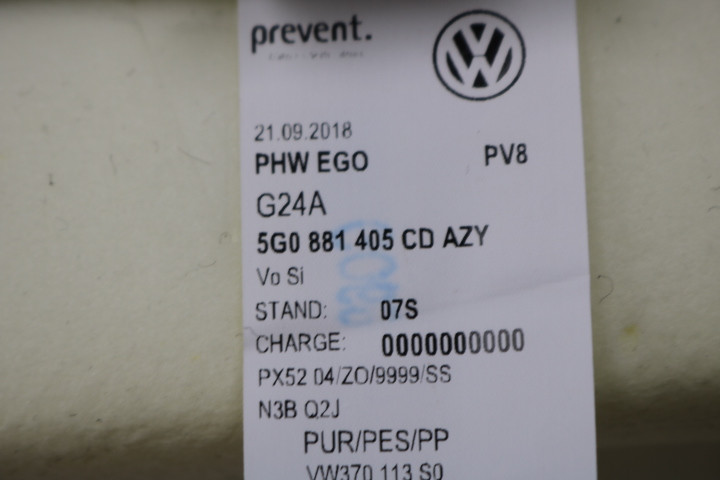 prevent.
21.09.2018
PHW EGO PV8
G24A
5G0 881 405 CD AZY
Vo Si
STAND: 07S
CHARGE: 0000000000
PX52 04/ZO/9999/SS
N3B Q2J
PUR/PES/PP
VW370 113 S0